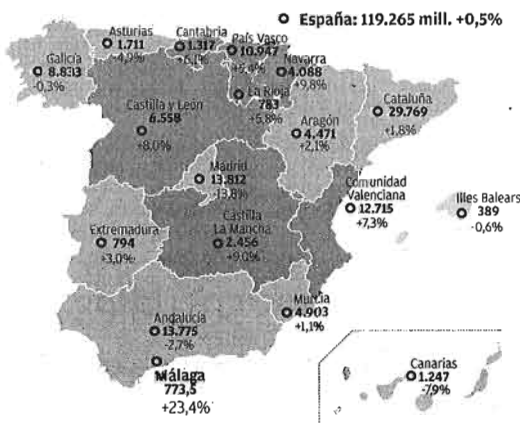 España: 119.265 mill. +0,5%
Asturias
1.711
-4,9%
Cantabria
1.317
+6,1%
País Vasco
10.947
Navarra
4.088
+9,8%
Galicia
8.833
-0,3%
La Rioja
783
+5,8%
Cataluña
29.769
+1,8%
Castilla y León
6.558
+8,0%
Aragón
4.471
+2,1%
Madrid
13.812
-13,8%
Comunidad
Valenciana
12.715
+7,3%
Illes Balears
389
-0,6%
Extremadura
794
+3,0%
Castilla
La Mancha
2.456
+9,0%
Murcia
4.903
+1,1%
Andalucía
13.775
-2,7%
Málaga
773,5
+23,4%
Canarias
1.247
-7,9%